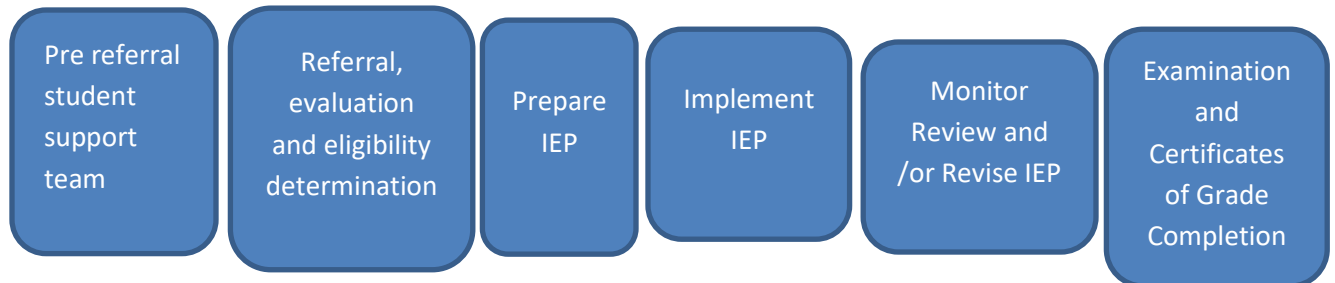 Pre referral
student
support
team
Referral,
evaluation
and eligibility
determination
Prepare
IEP
Implement
IEP
Monitor
Review and
/or Revise IEP
Examination
and
Certificates
of Grade
Completion